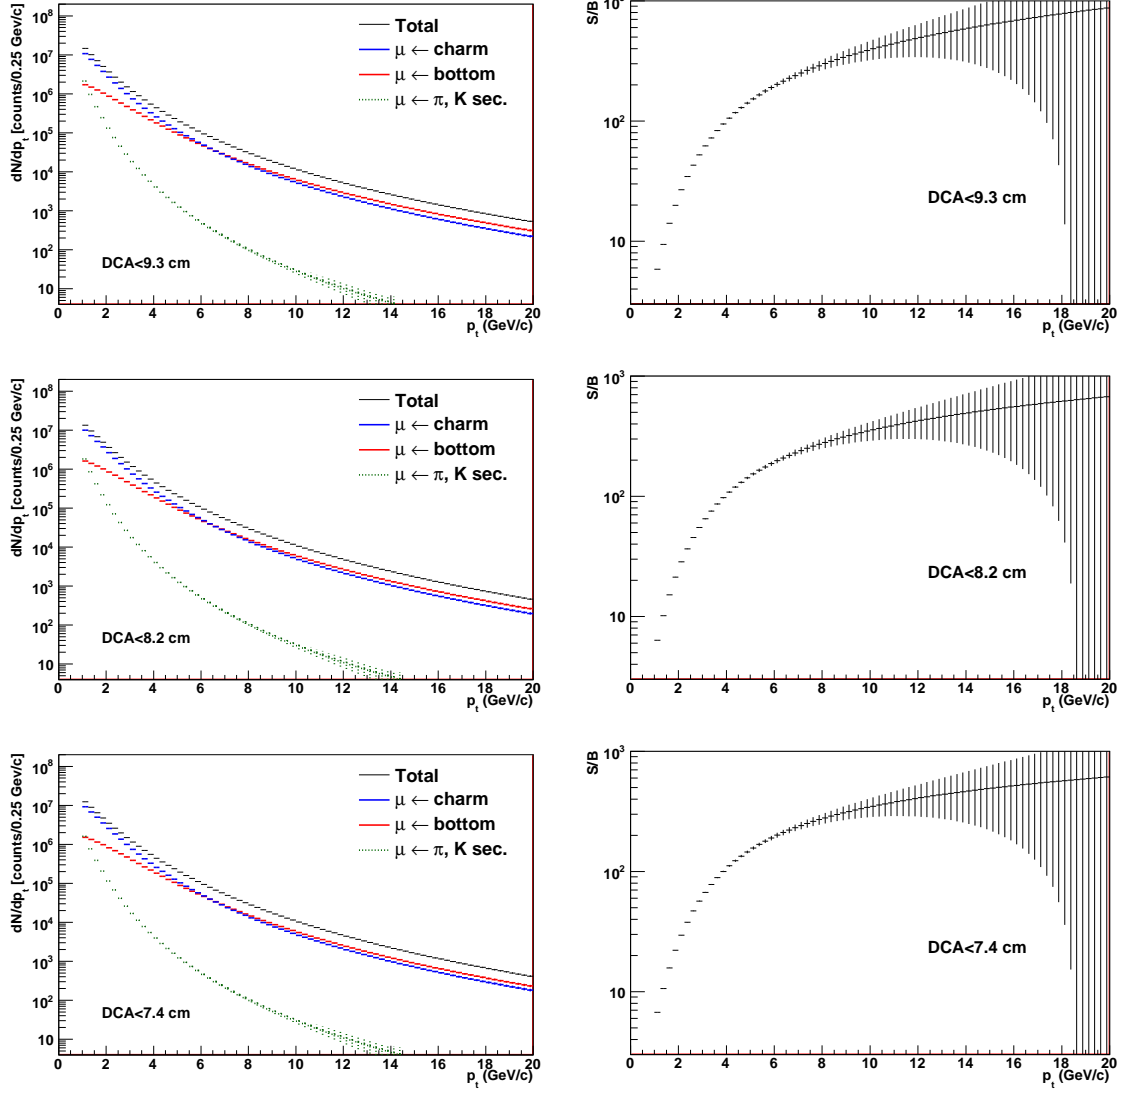 dN/dp_t [counts/0.25 Gev/c]
10^8
10^7
10^6
10^5
10^4
10^3
10^2
10
Total
μ ← charm
μ ← bottom
μ ← π, K sec.
DCA<9.3 cm
0 2 4 6 8 10 12 14 16 18 20
p_t (GeV/c)
S/B
10^3
10^2
10
DCA<9.3 cm
0 2 4 6 8 10 12 14 16 18 20
p_t (GeV/c)
dN/dp_t [counts/0.25 Gev/c]
10^8
10^7
10^6
10^5
10^4
10^3
10^2
10
Total
μ ← charm
μ ← bottom
μ ← π, K sec.
DCA<8.2 cm
0 2 4 6 8 10 12 14 16 18 20
p_t (GeV/c)
S/B
10^3
10^2
10
DCA<8.2 cm
0 2 4 6 8 10 12 14 16 18 20
p_t (GeV/c)
dN/dp_t [counts/0.25 Gev/c]
10^8
10^7
10^6
10^5
10^4
10^3
10^2
10
Total
μ ← charm
μ ← bottom
μ ← π, K sec.
DCA<7.4 cm
0 2 4 6 8 10 12 14 16 18 20
p_t (GeV/c)
S/B
10^3
10^2
10
DCA<7.4 cm
0 2 4 6 8 10 12 14 16 18 20
p_t (GeV/c)